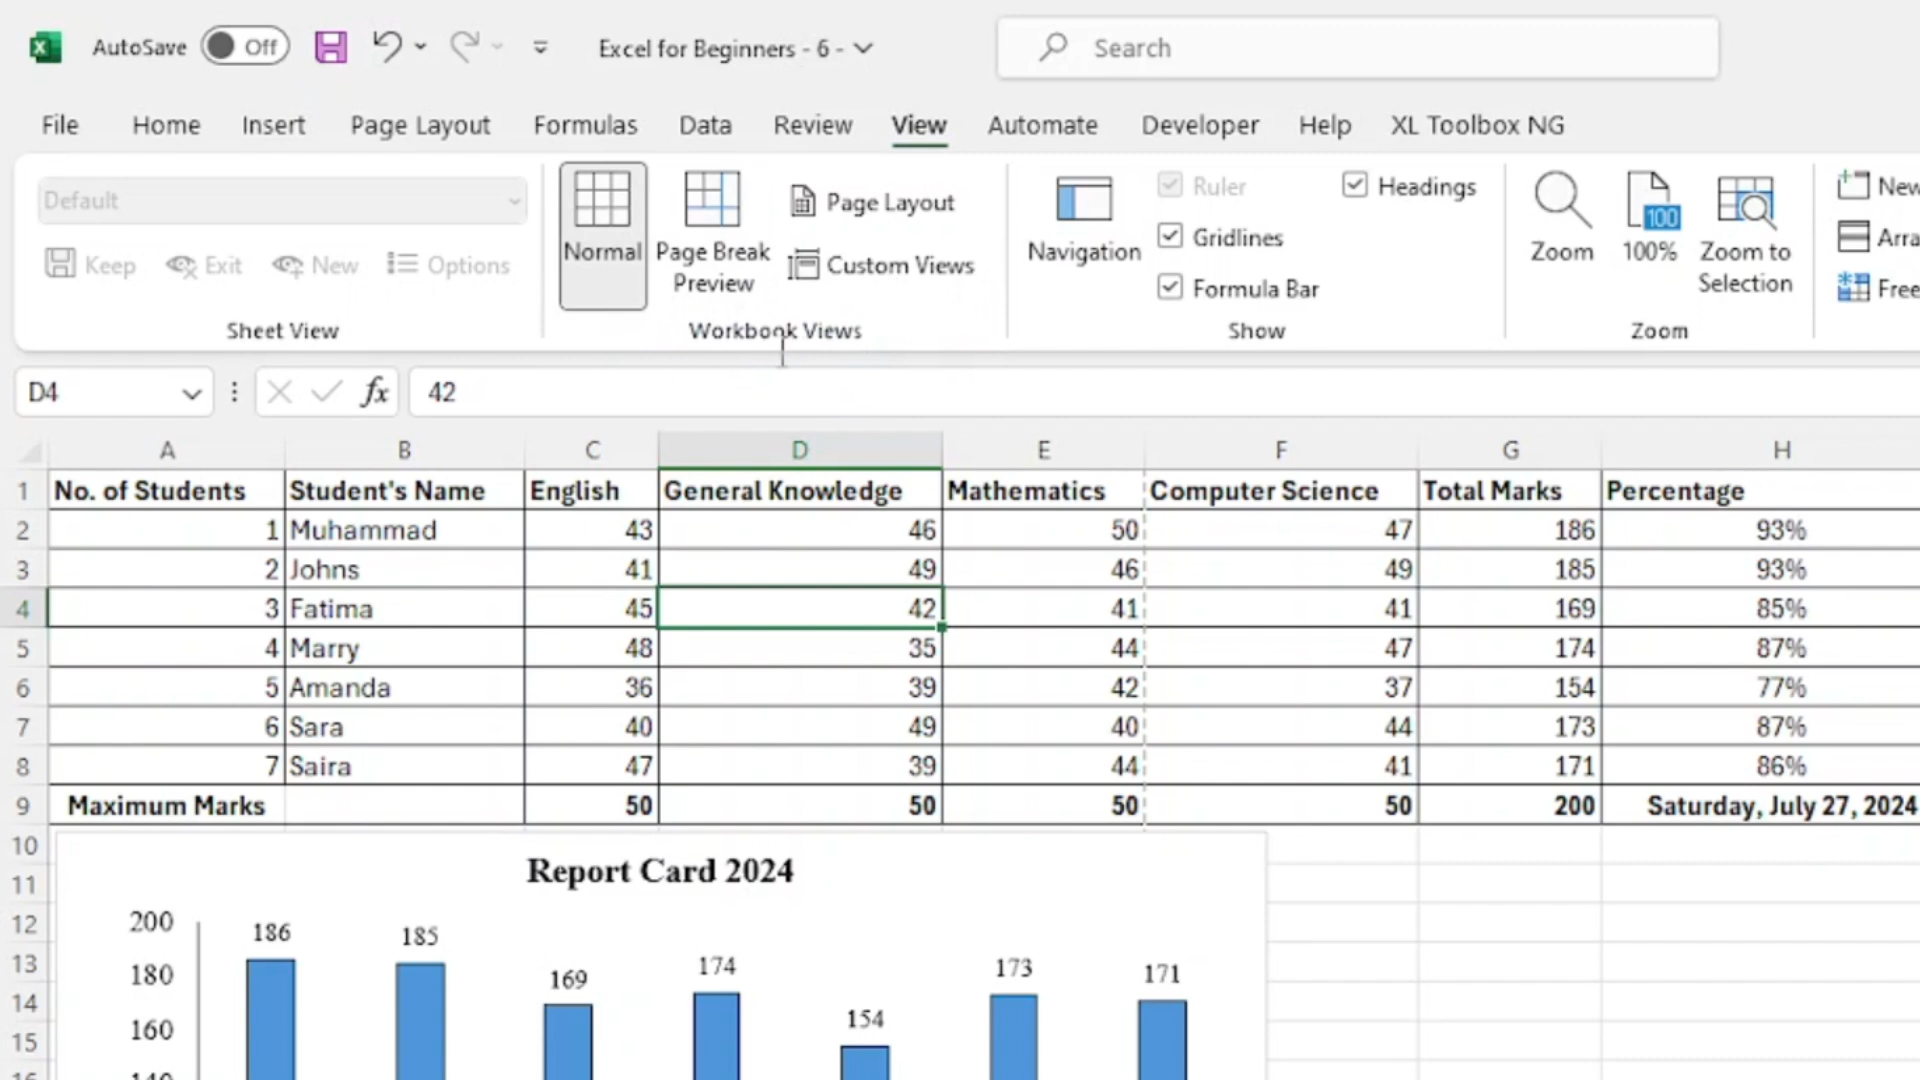 AutoSave Off Excel for Beginners - 6 - Search
File Home Insert Page Layout Formulas Data Review View Automate Developer Help XL Toolbox NG
Default
Keep Exit New Options
Sheet View
Normal
Page Break Preview
Page Layout
Custom Views
Workbook Views
Navigation
Ruler Headings
Gridlines
Formula Bar
Show
Zoom
100
100%
Zoom to Selection
Zoom
New
Arra
Free
D4 fx 42
A B C D E F G H
1 No. of Students Student's Name English General Knowledge Mathematics Computer Science Total Marks Percentage
2 1 Muhammad 43 46 50 47 186 93%
3 2 Johns 41 49 46 49 185 93%
4 3 Fatima 45 42 41 41 169 85%
5 4 Marry 48 35 44 47 174 87%
6 5 Amanda 36 39 42 37 154 77%
7 6 Sara 40 49 40 44 173 87%
8 7 Saira 47 39 44 41 171 86%
9 Maximum Marks 50 50 50 50 200 Saturday, July 27, 2024
10
11 Report Card 2024
12 200 186 185
13 180 169 174 173 171
14
15 160 154